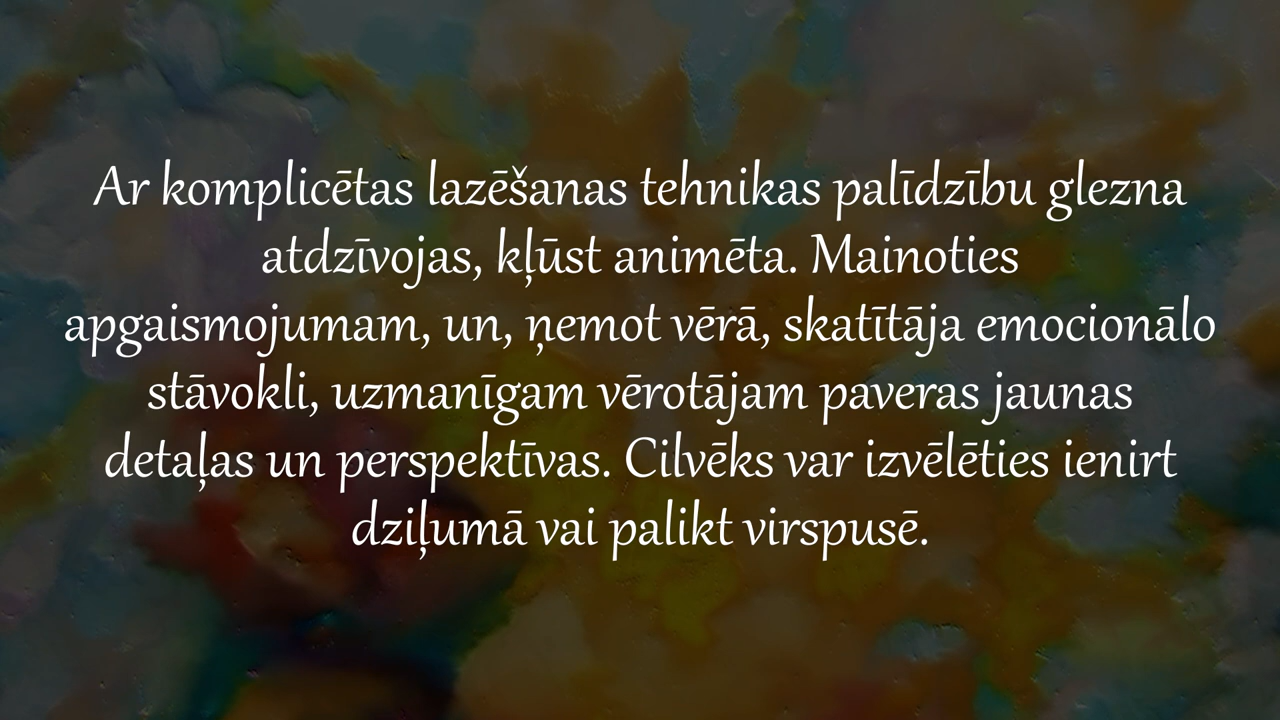 Ar komplicētas lazēšanas tehnikas palīdzību glezna
atdzīvojas, kļūst animēta. Mainoties
apgaismojumam, un, ņemot vērā, skatītāja emocionālo
stāvokli, uzmanīgam vērotājam paveras jaunas
detaļas un perspektīvas. Cilvēks var izvēlēties ienirt
dziļumā vai palikt virspusē.